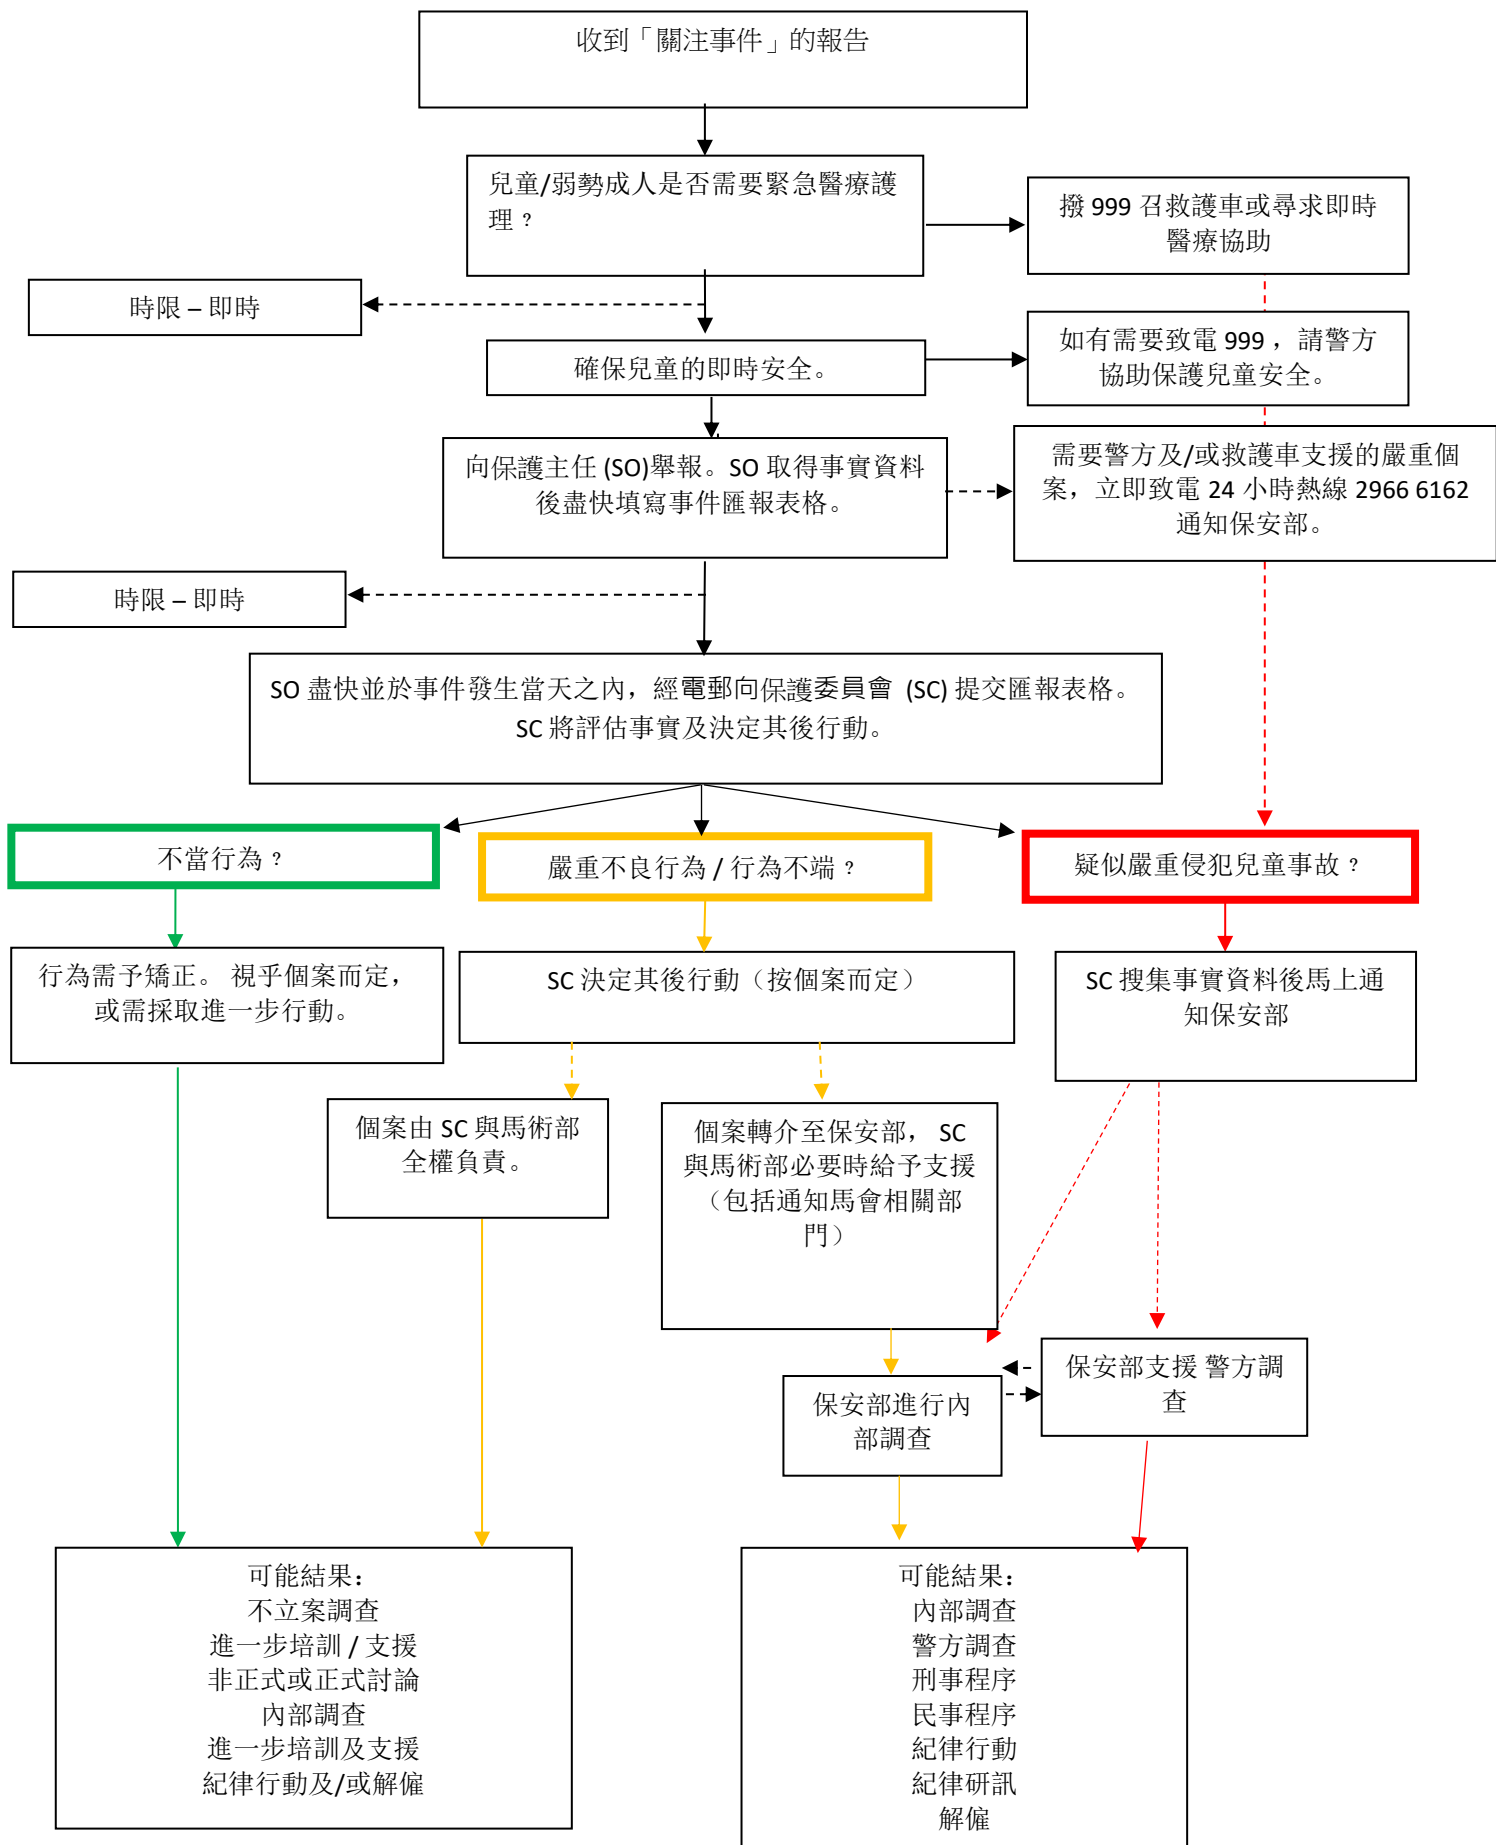 收到「關注事件」的報告
兒童/弱勢成人是否需要緊急醫療護
理？
撥 999 召救護車或尋求即時
醫療協助
時限 – 即時
確保兒童的即時安全。
如有需要致電 999， 請警方
協助保護兒童安全。
向保護主任 (SO)舉報。SO 取得事實資料
後盡快填寫事件匯報表格。
需要警方及/或救護車支援的嚴重個
案，立即致電 24 小時熱線 2966 6162
通知保安部。
時限 – 即時
SO 盡快並於事件發生當天之內，經電郵向保護委員會 (SC) 提交匯報表格。
SC 將評估事實及決定其後行動。
不當行為？
嚴重不良行為 / 行為不端 ？
疑似嚴重侵犯兒童事故？
行為需予矯正。 視乎個案而定，
或需採取進一步行動。
SC 決定其後行動（按個案而定）
SC 搜集事實資料後馬上通
知保安部
個案由 SC 與馬術部
全權負責。
個案轉介至保安部， SC
與馬術部必要時給予支援
（包括通知馬會相關部
門）
保安部進行內
部調查
保安部支援 警方調
查
可能結果：
不立案調查
進一步培訓 / 支援
非正式或正式討論
內部調查
進一步培訓及支援
紀律行動及/或解僱
可能結果：
內部調查
警方調查
刑事程序
民事程序
紀律行動
紀律研訊
解僱